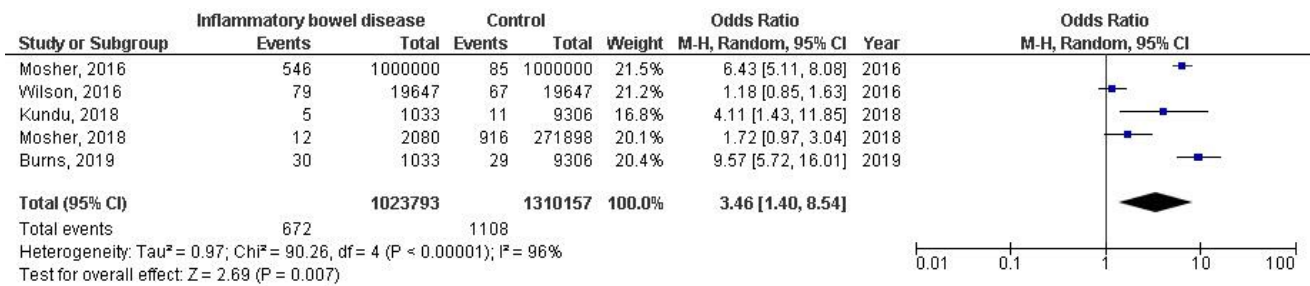 Inflammatory bowel disease Control Odds Ratio Odds Ratio
Study or Subgroup Events Total Events Total Weight M-H, Random, 95% CI Year M-H, Random, 95% CI
Mosher, 2016 546 1000000 85 1000000 21.5% 6.43 [5.11, 8.08] 2016
Wilson, 2016 79 19647 67 19647 21.2% 1.18 [0.85, 1.63] 2016
Kundu, 2018 5 1033 11 9306 16.8% 4.11 [1.43, 11.85] 2018
Mosher, 2018 12 2080 916 271898 20.1% 1.72 [0.97, 3.04] 2018
Burns, 2019 30 1033 29 9306 20.4% 9.57 [5.72, 16.01] 2019
Total (95% CI) 1023793 1310157 100.0% 3.46 [1.40, 8.54]
Total events 672 1108
Heterogeneity: Tau² = 0.97; Chi² = 90.26, df = 4 (P < 0.00001); I² = 96%
Test for overall effect: Z = 2.69 (P = 0.007)
0.01 0.1 1 10 100